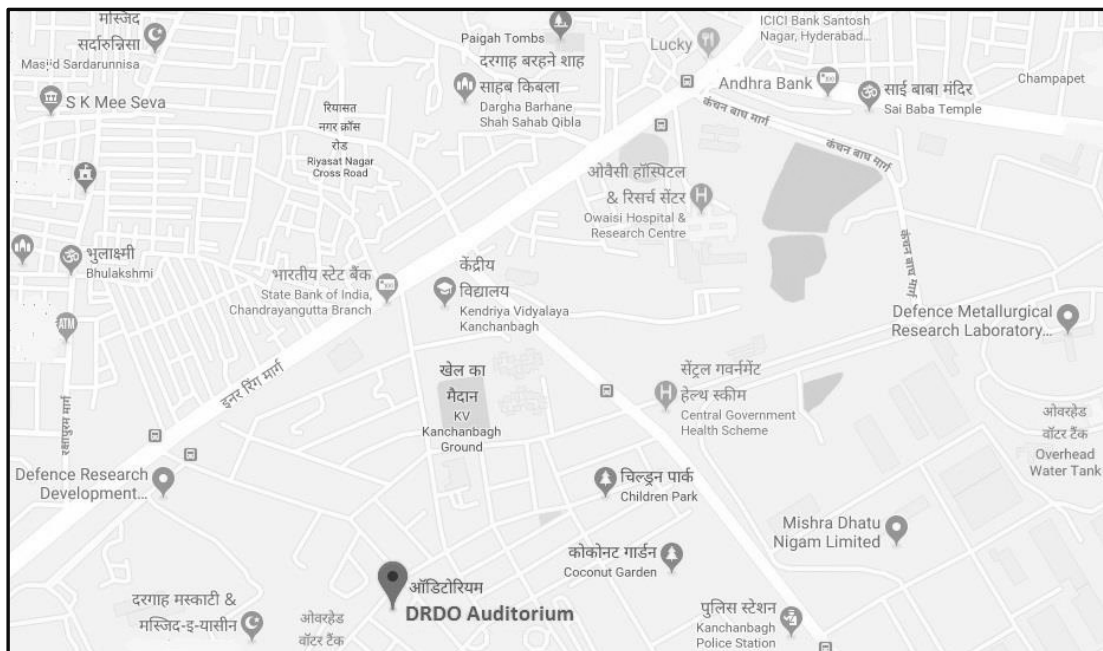 मस्जिद
सर्दारुन्निसा
Masjid Sardarunnisa
S K Mee Seva
रियासत
नगर क्रॉस
रोड
Riyasat Nagar
Cross Road
Paigah Tombs
दरगाह बरहने शाह
साहब किबला
Dargha Barhane
Shah Sahab Qibla
Lucky
ICICI Bank Santosh
Nagar, Hyderabad...
Andhra Bank
साई बाबा मंदिर
Sai Baba Temple
Champapet
कंचन बाघ मार्ग
कंचन बाघ मार्ग
कंचन बाघ मार्ग
ओवैसी हॉस्पिटल
& रिसर्च सेंटर
Owaisi Hospital &
Research Centre
भुलाक्ष्मी
Bhulakshmi
ATM
भारतीय स्टेट बैंक
State Bank of India,
Chandrayangutta Branch
केंद्रीय
विद्यालय
Kendriya Vidyalaya
Kanchanbagh
Defence Metallurgical
Research Laboratory...
इनर रिंग मार्ग
रक्षापुरम मार्ग
खेल का
मैदान
KV
Kanchanbagh
Ground
सेंट्रल गवर्नमेंट
हेल्थ स्कीम
Central Government
Health Scheme
ओवरहेड
वॉटर टैंक
Overhead
Water Tank
Defence Research
Development...
चिल्ड्रन पार्क
Children Park
Mishra Dhatu
Nigam Limited
कोकोनट गार्डन
Coconut Garden
ऑडिटोरियम
DRDO Auditorium
दरगाह मस्काटी &
मस्जिद-इ-यासीन
ओवरहेड
वॉटर टैंक
पुलिस स्टेशन
Kanchanbagh
Police Station